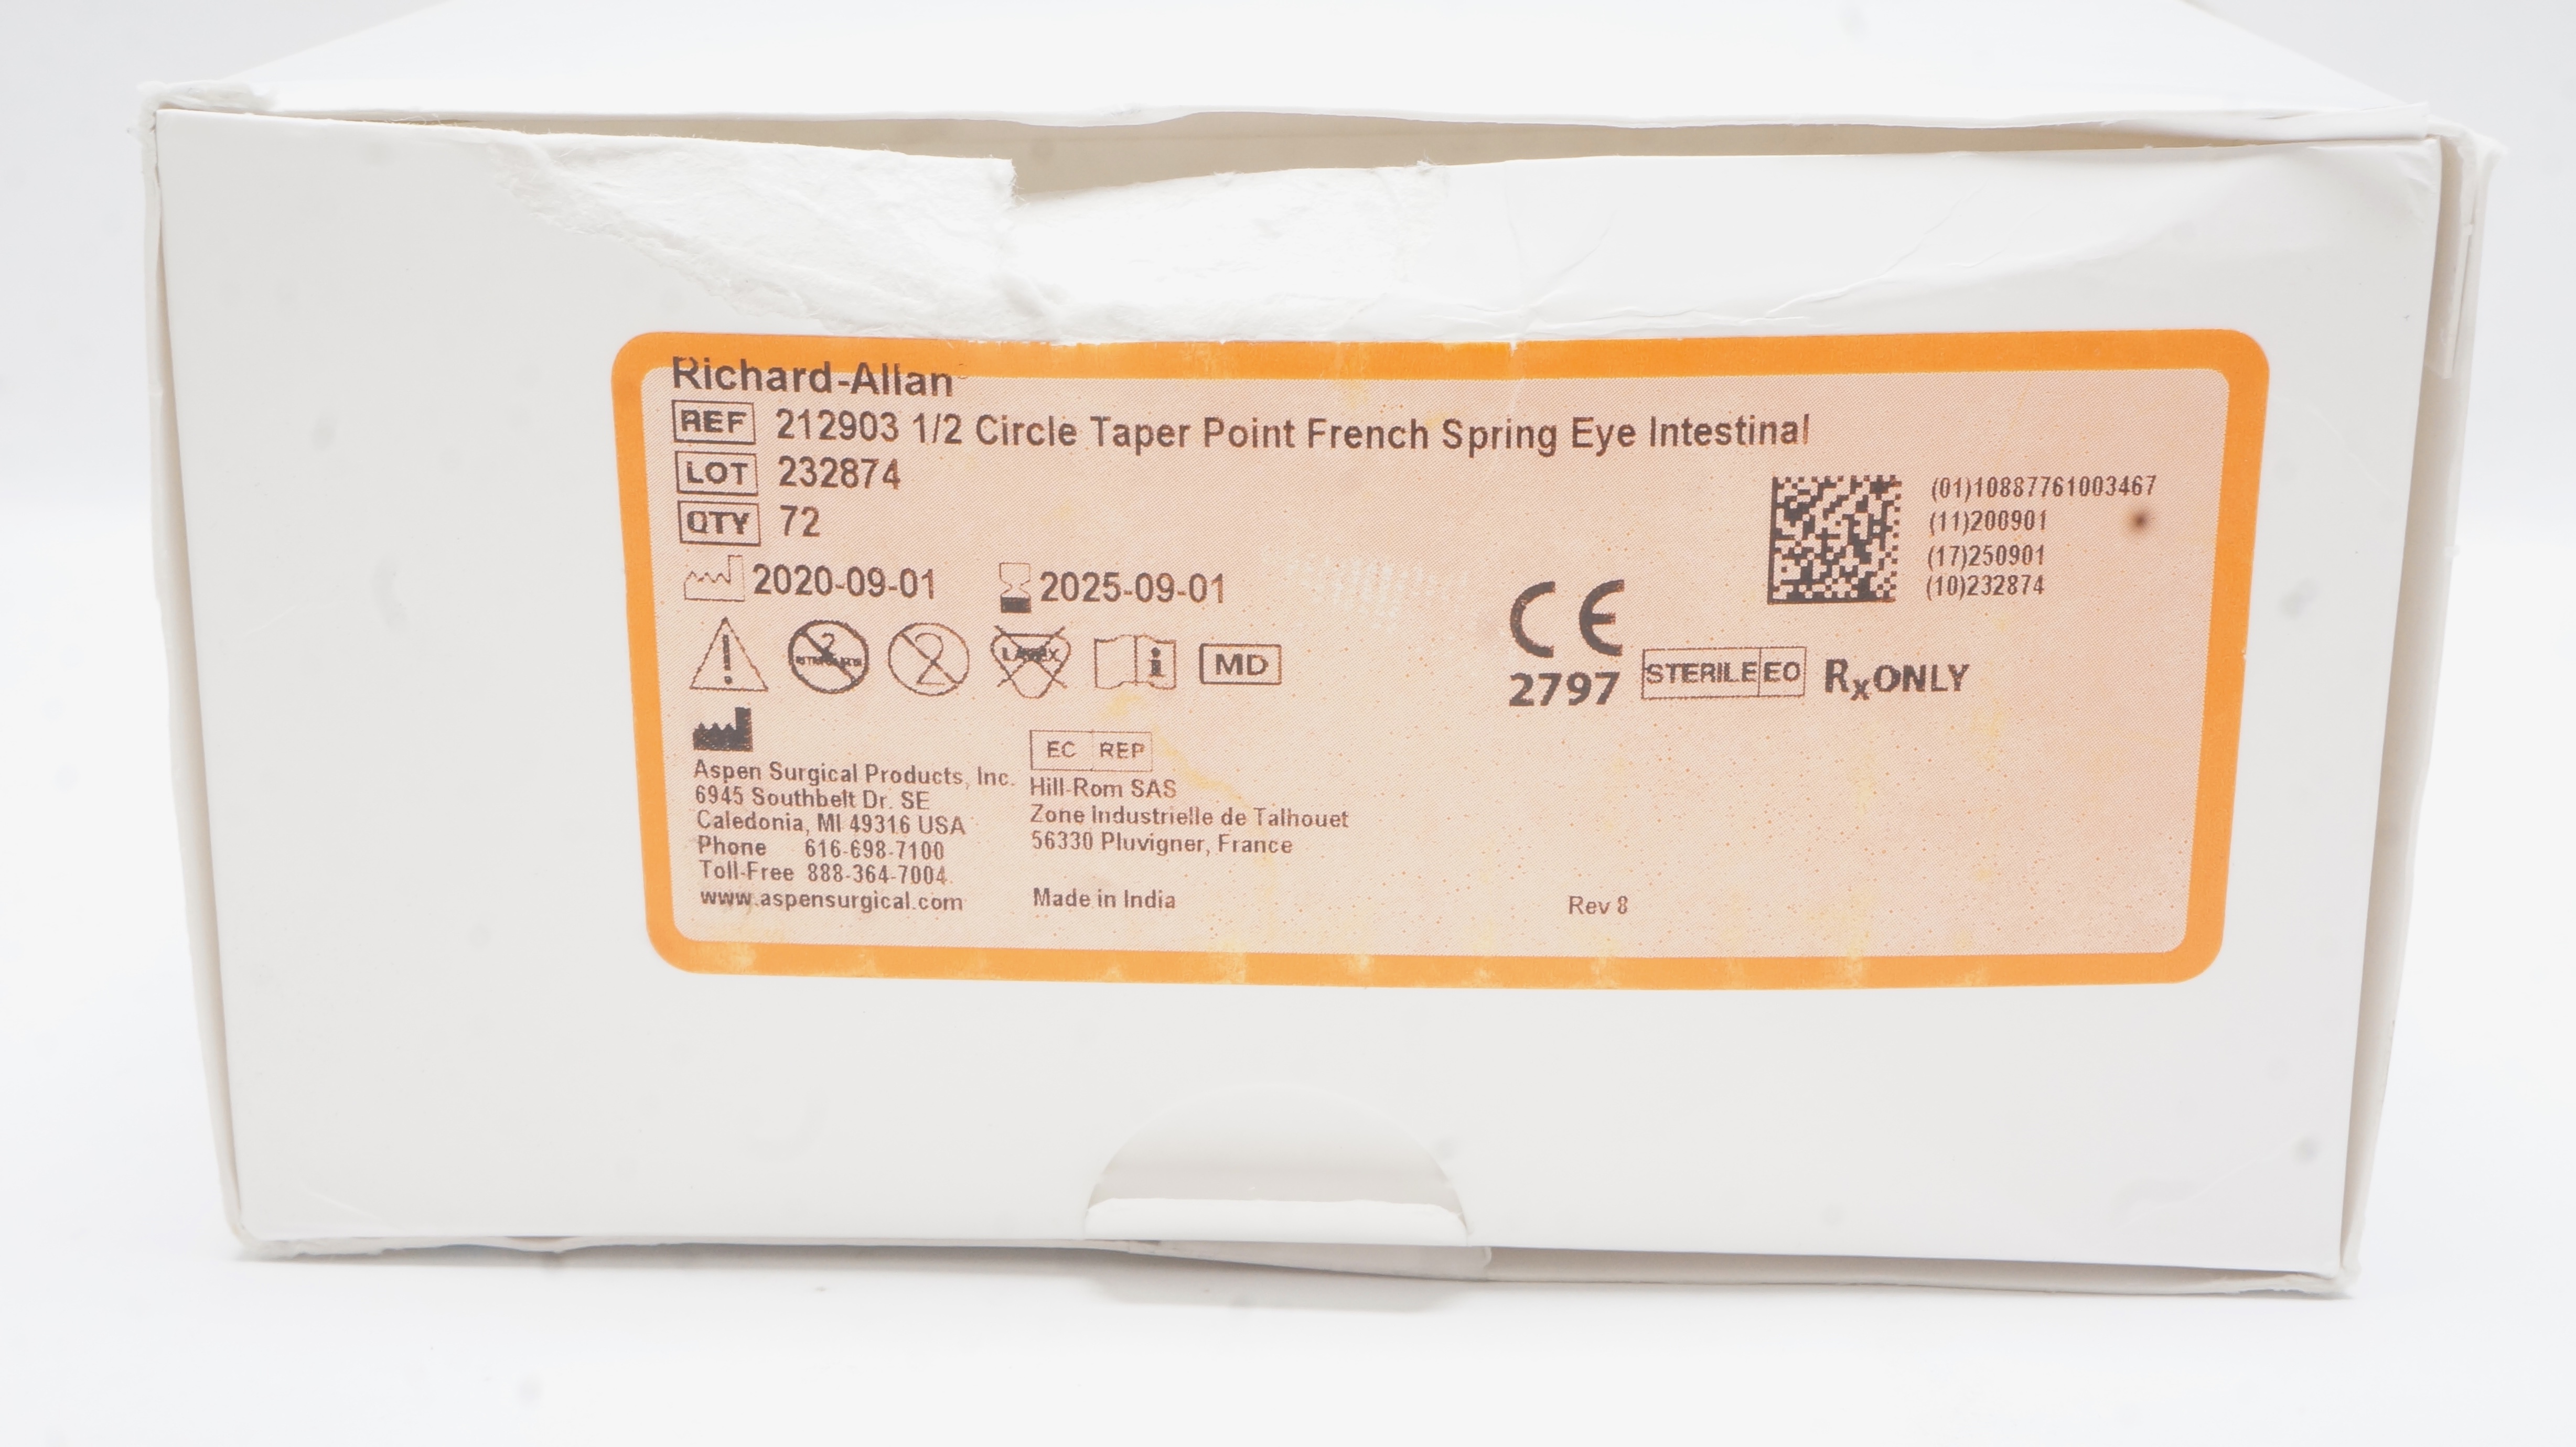 Richard-Allan
REF 212903 1/2 Circle Taper Point French Spring Eye Intestinal
LOT 232874
QTY 72
2020-09-01 2025-09-01
(01)10887761003467
(11)200901
(17)250901
(10)232874
2 2 LATEX i MD
CE
2797 STERILE EO RxONLY
Aspen Surgical Products, Inc.
6945 Southbelt Dr. SE
Caledonia, MI 49316 USA
Phone 616-698-7100
Toll-Free 888-364-7004
www.aspensurgical.com
EC REP
Hill-Rom SAS
Zone Industrielle de Talhouet
56330 Pluvigner, France
Made in India
Rev 8